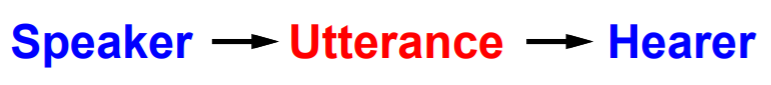 Speaker → Utterance → Hearer